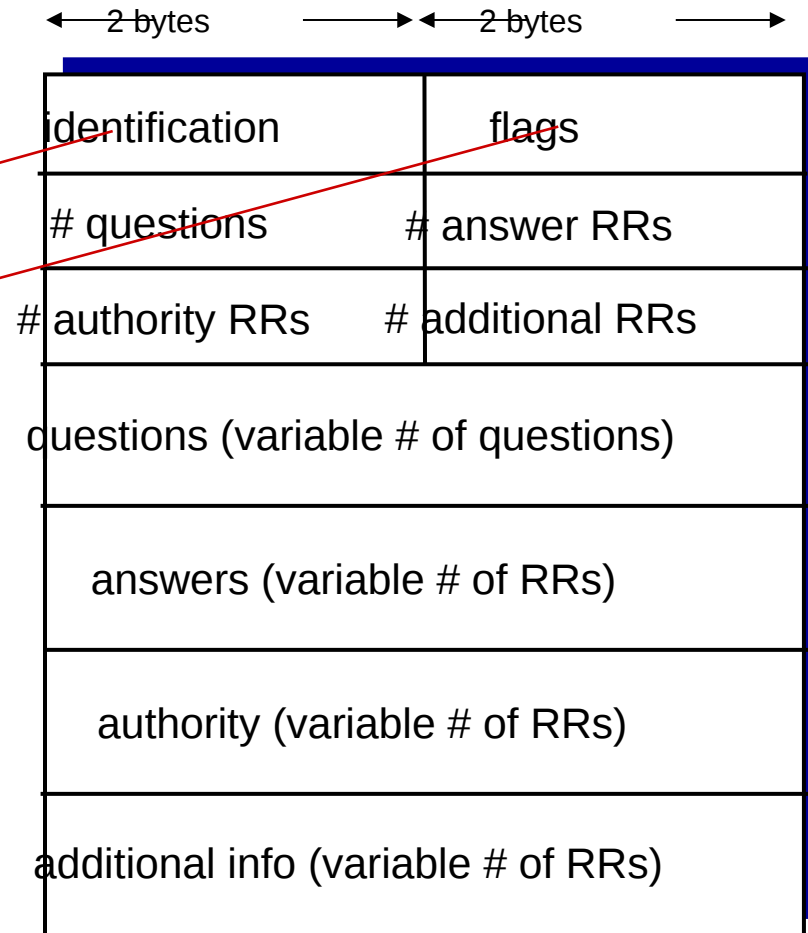 2 bytes 2 bytes
identification flags
# questions # answer RRs
# authority RRs # additional RRs
questions (variable # of questions)
answers (variable # of RRs)
authority (variable # of RRs)
additional info (variable # of RRs)